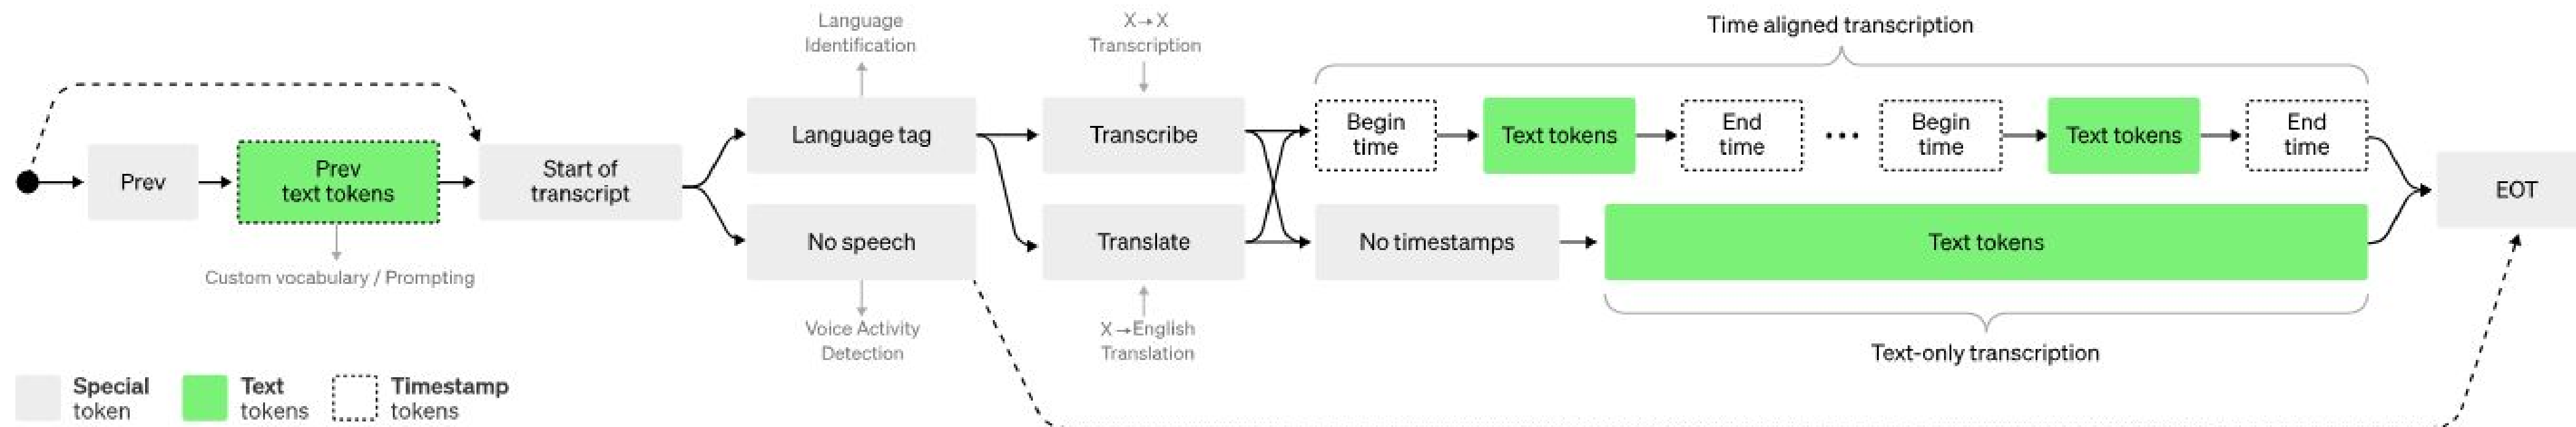 Language
Identification
X→X
Transcription
Time aligned transcription
Prev
Prev
text tokens
Start of
transcript
Language tag
Transcribe
Begin
time
Text tokens
End
time
...
Begin
time
Text tokens
End
time
No speech
Translate
No timestamps
Text tokens
EOT
Custom vocabulary / Prompting
Voice Activity
Detection
X→English
Translation
Text-only transcription
Special
token
Text
tokens
Timestamp
tokens